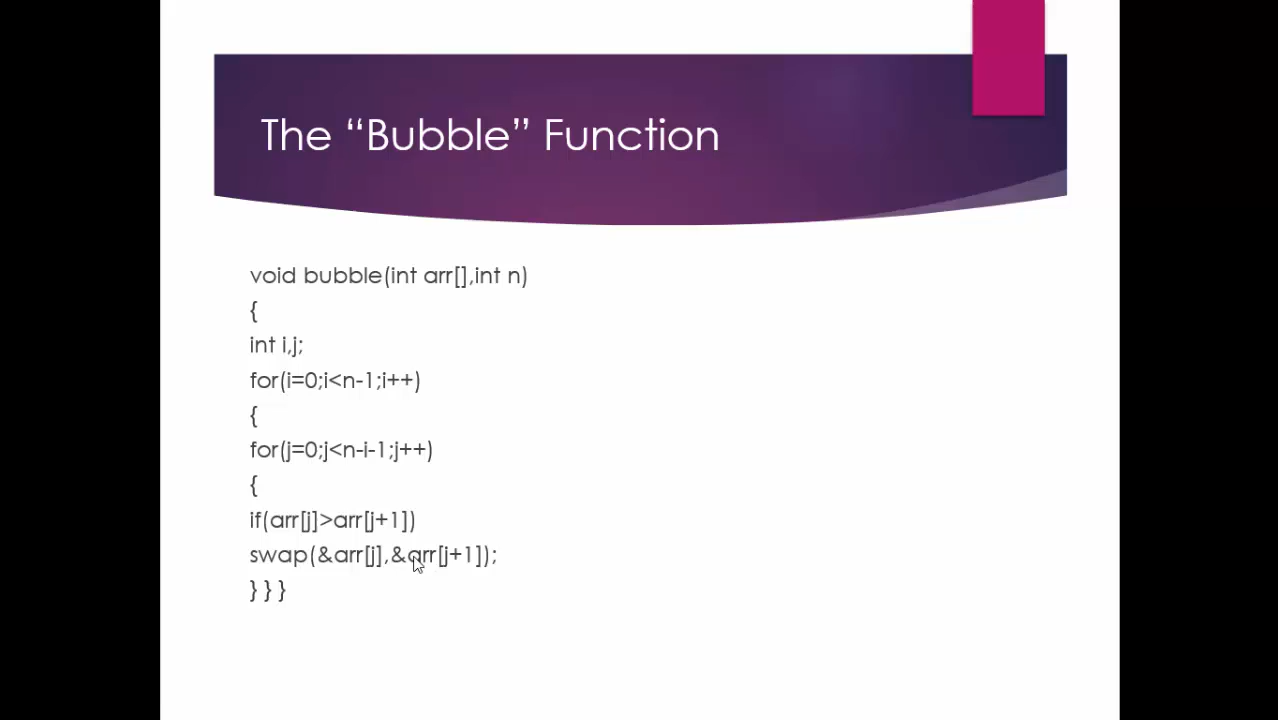 The “Bubble” Function
void bubble(int arr[],int n)
{
int i,j;
for(i=0;i<n-1;i++)
{
for(j=0;j<n-i-1;j++)
{
if(arr[j]>arr[j+1])
swap(&arr[j],&arr[j+1]);
} } }